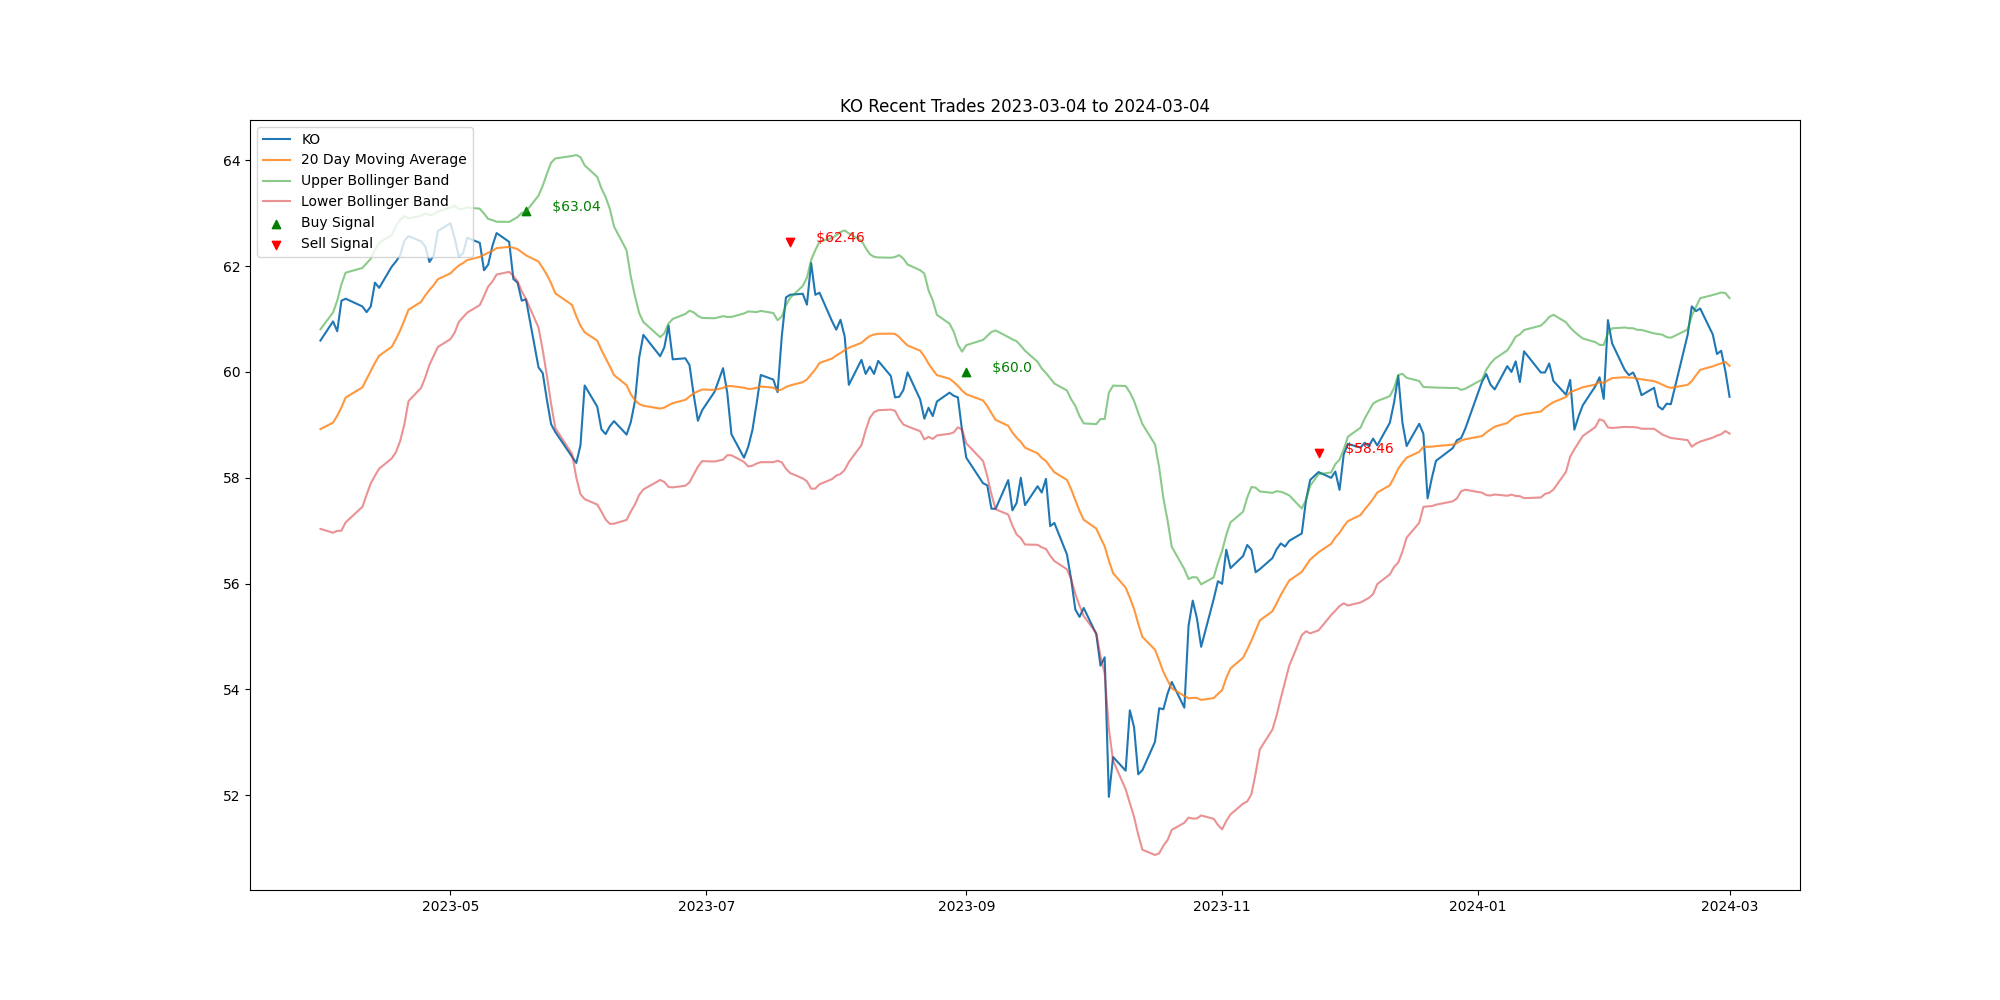 KO Recent Trades 2023-03-04 to 2024-03-04
KO
20 Day Moving Average
Upper Bollinger Band
Lower Bollinger Band
Buy Signal
Sell Signal
$63.04
$62.46
$60.0
$58.46
64
62
60
58
56
54
52
2023-05
2023-07
2023-09
2023-11
2024-01
2024-03